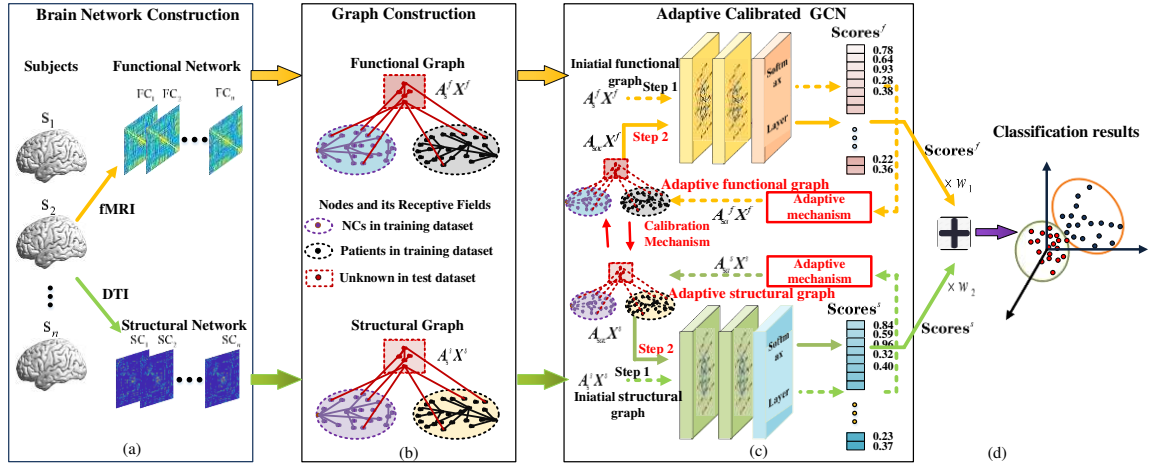 Brain Network Construction
Subjects
Functional Network
FC1
FC2
FCn
S1
S2
fMRI
DTI
Sn
Structural Network
SC1
SC2
SCn
(a)
Graph Construction
Functional Graph
Nodes and its Receptive Fields
NCs in training dataset
Patients in training dataset
Unknown in test dataset
Structural Graph
(b)
Adaptive Calibrated GCN
Iniatial functional
graph
Step 1
Step 2
Softm
ax
Layer
Scores^f
0.78
0.64
0.93
0.28
0.38
0.22
0.36
Adaptive functional graph
Adaptive
mechanism
Calibration
Mechanism
Adaptive
mechanism
Adaptive structural graph
Step 2
Step 1
Iniatial structural
graph
Softm
ax
Layer
Scores^s
0.84
0.59
0.96
0.32
0.40
0.23
0.37
(c)
Scores^f
× w1
× w2
Scores^s
Classification results
(d)